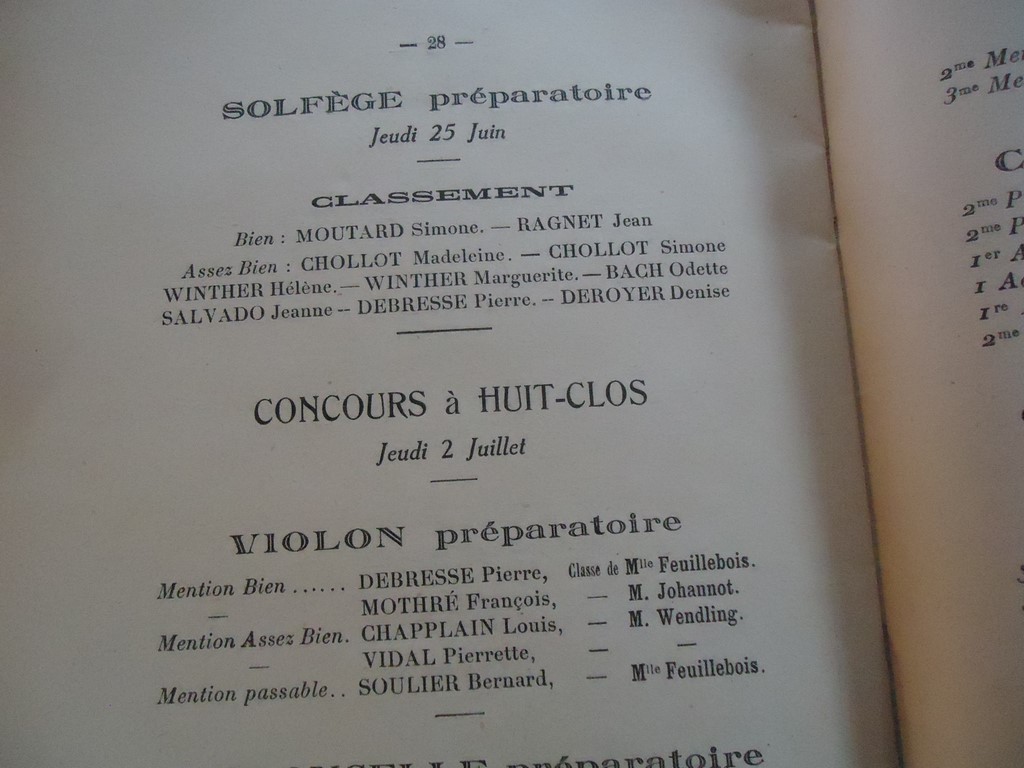 — 28 —
SOLFÈGE préparatoire
Jeudi 25 Juin
CLASSEMENT
Bien : MOUTARD Simone. — RAGNET Jean
Assez Bien : CHOLLOT Madeleine. — CHOLLOT Simone
WINTHER Hélène. — WINTHER Marguerite. — BACH Odette
SALVADO Jeanne -- DEBRESSE Pierre. -- DEROYER Denise
CONCOURS à HUIT-CLOS
Jeudi 2 Juillet
VIOLON préparatoire
Mention Bien ...... DEBRESSE Pierre, Classe de Mlle Feuillebois.
— MOTHRÉ François, — M. Johannot.
Mention Assez Bien. CHAPPLAIN Louis, — M. Wendling.
— VIDAL Pierrette, — —
Mention passable.. SOULIER Bernard, — Mlle Feuillebois.
préparatoire
2me
3me
2me P
2me P
1er A
1
1re
2me